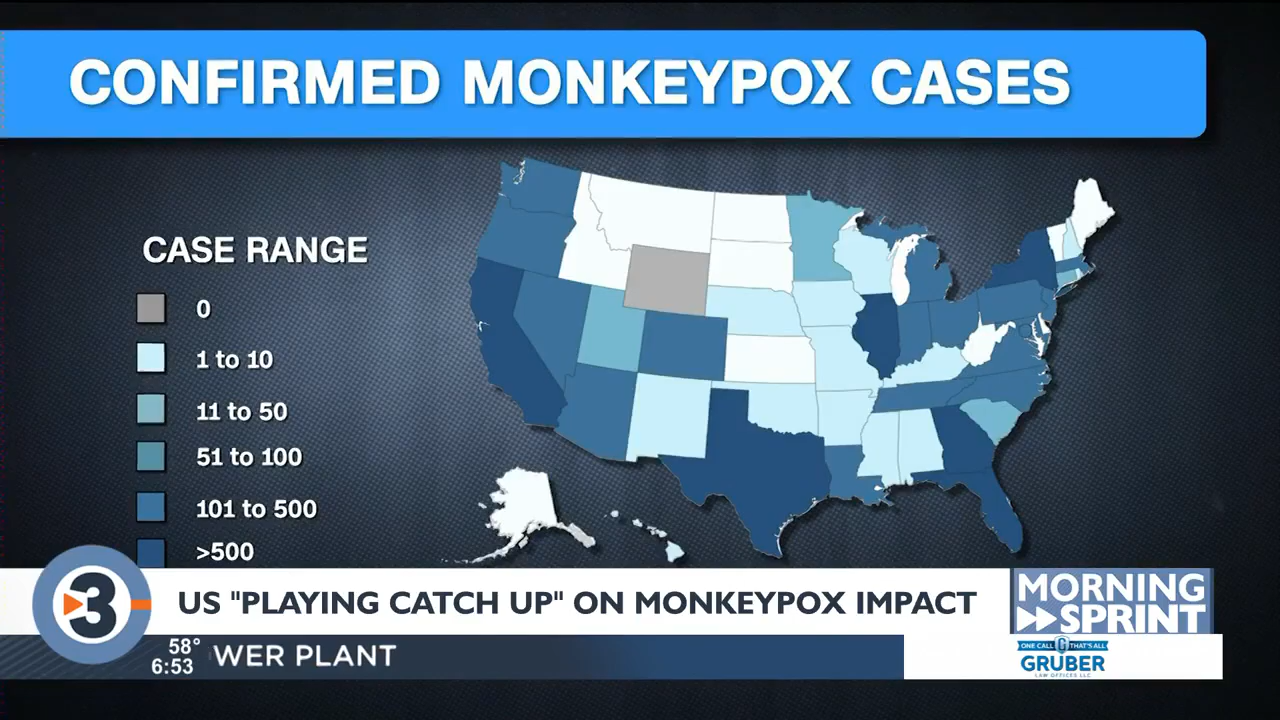 CONFIRMED MONKEYPOX CASES
CASE RANGE
0
1 to 10
11 to 50
51 to 100
101 to 500
>500
3
US "PLAYING CATCH UP" ON MONKEYPOX IMPACT
MORNING
SPRINT
58°
6:53
WER PLANT
ONE CALL G THAT'S ALL
GRUBER
LAW OFFICES LLC